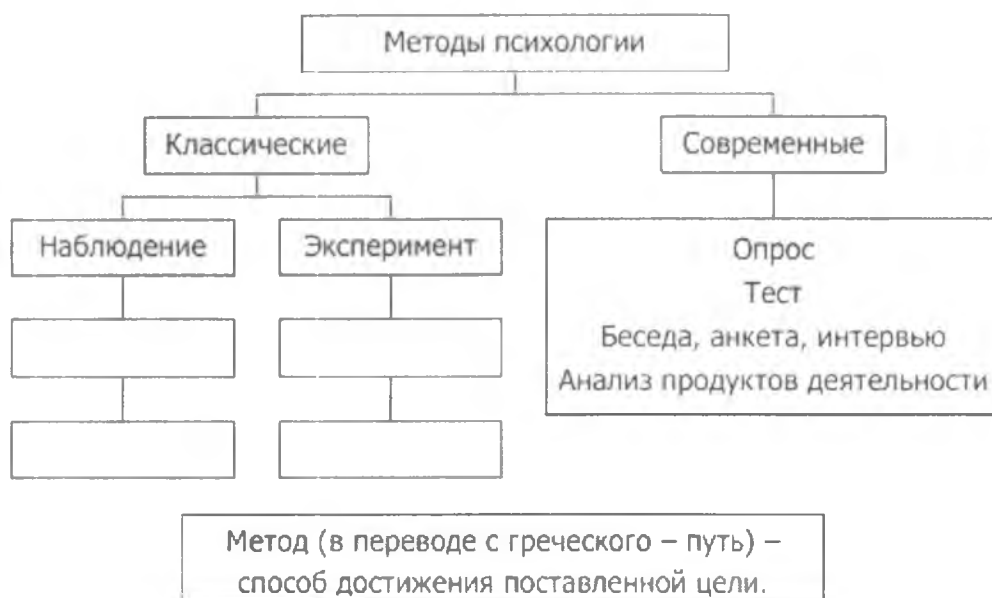 Методы психологии
Классические
Современные
Наблюдение
Эксперимент
Опрос
Тест
Беседа, анкета, интервью
Анализ продуктов деятельности
Метод (в переводе с греческого – путь) –
способ достижения поставленной цели.